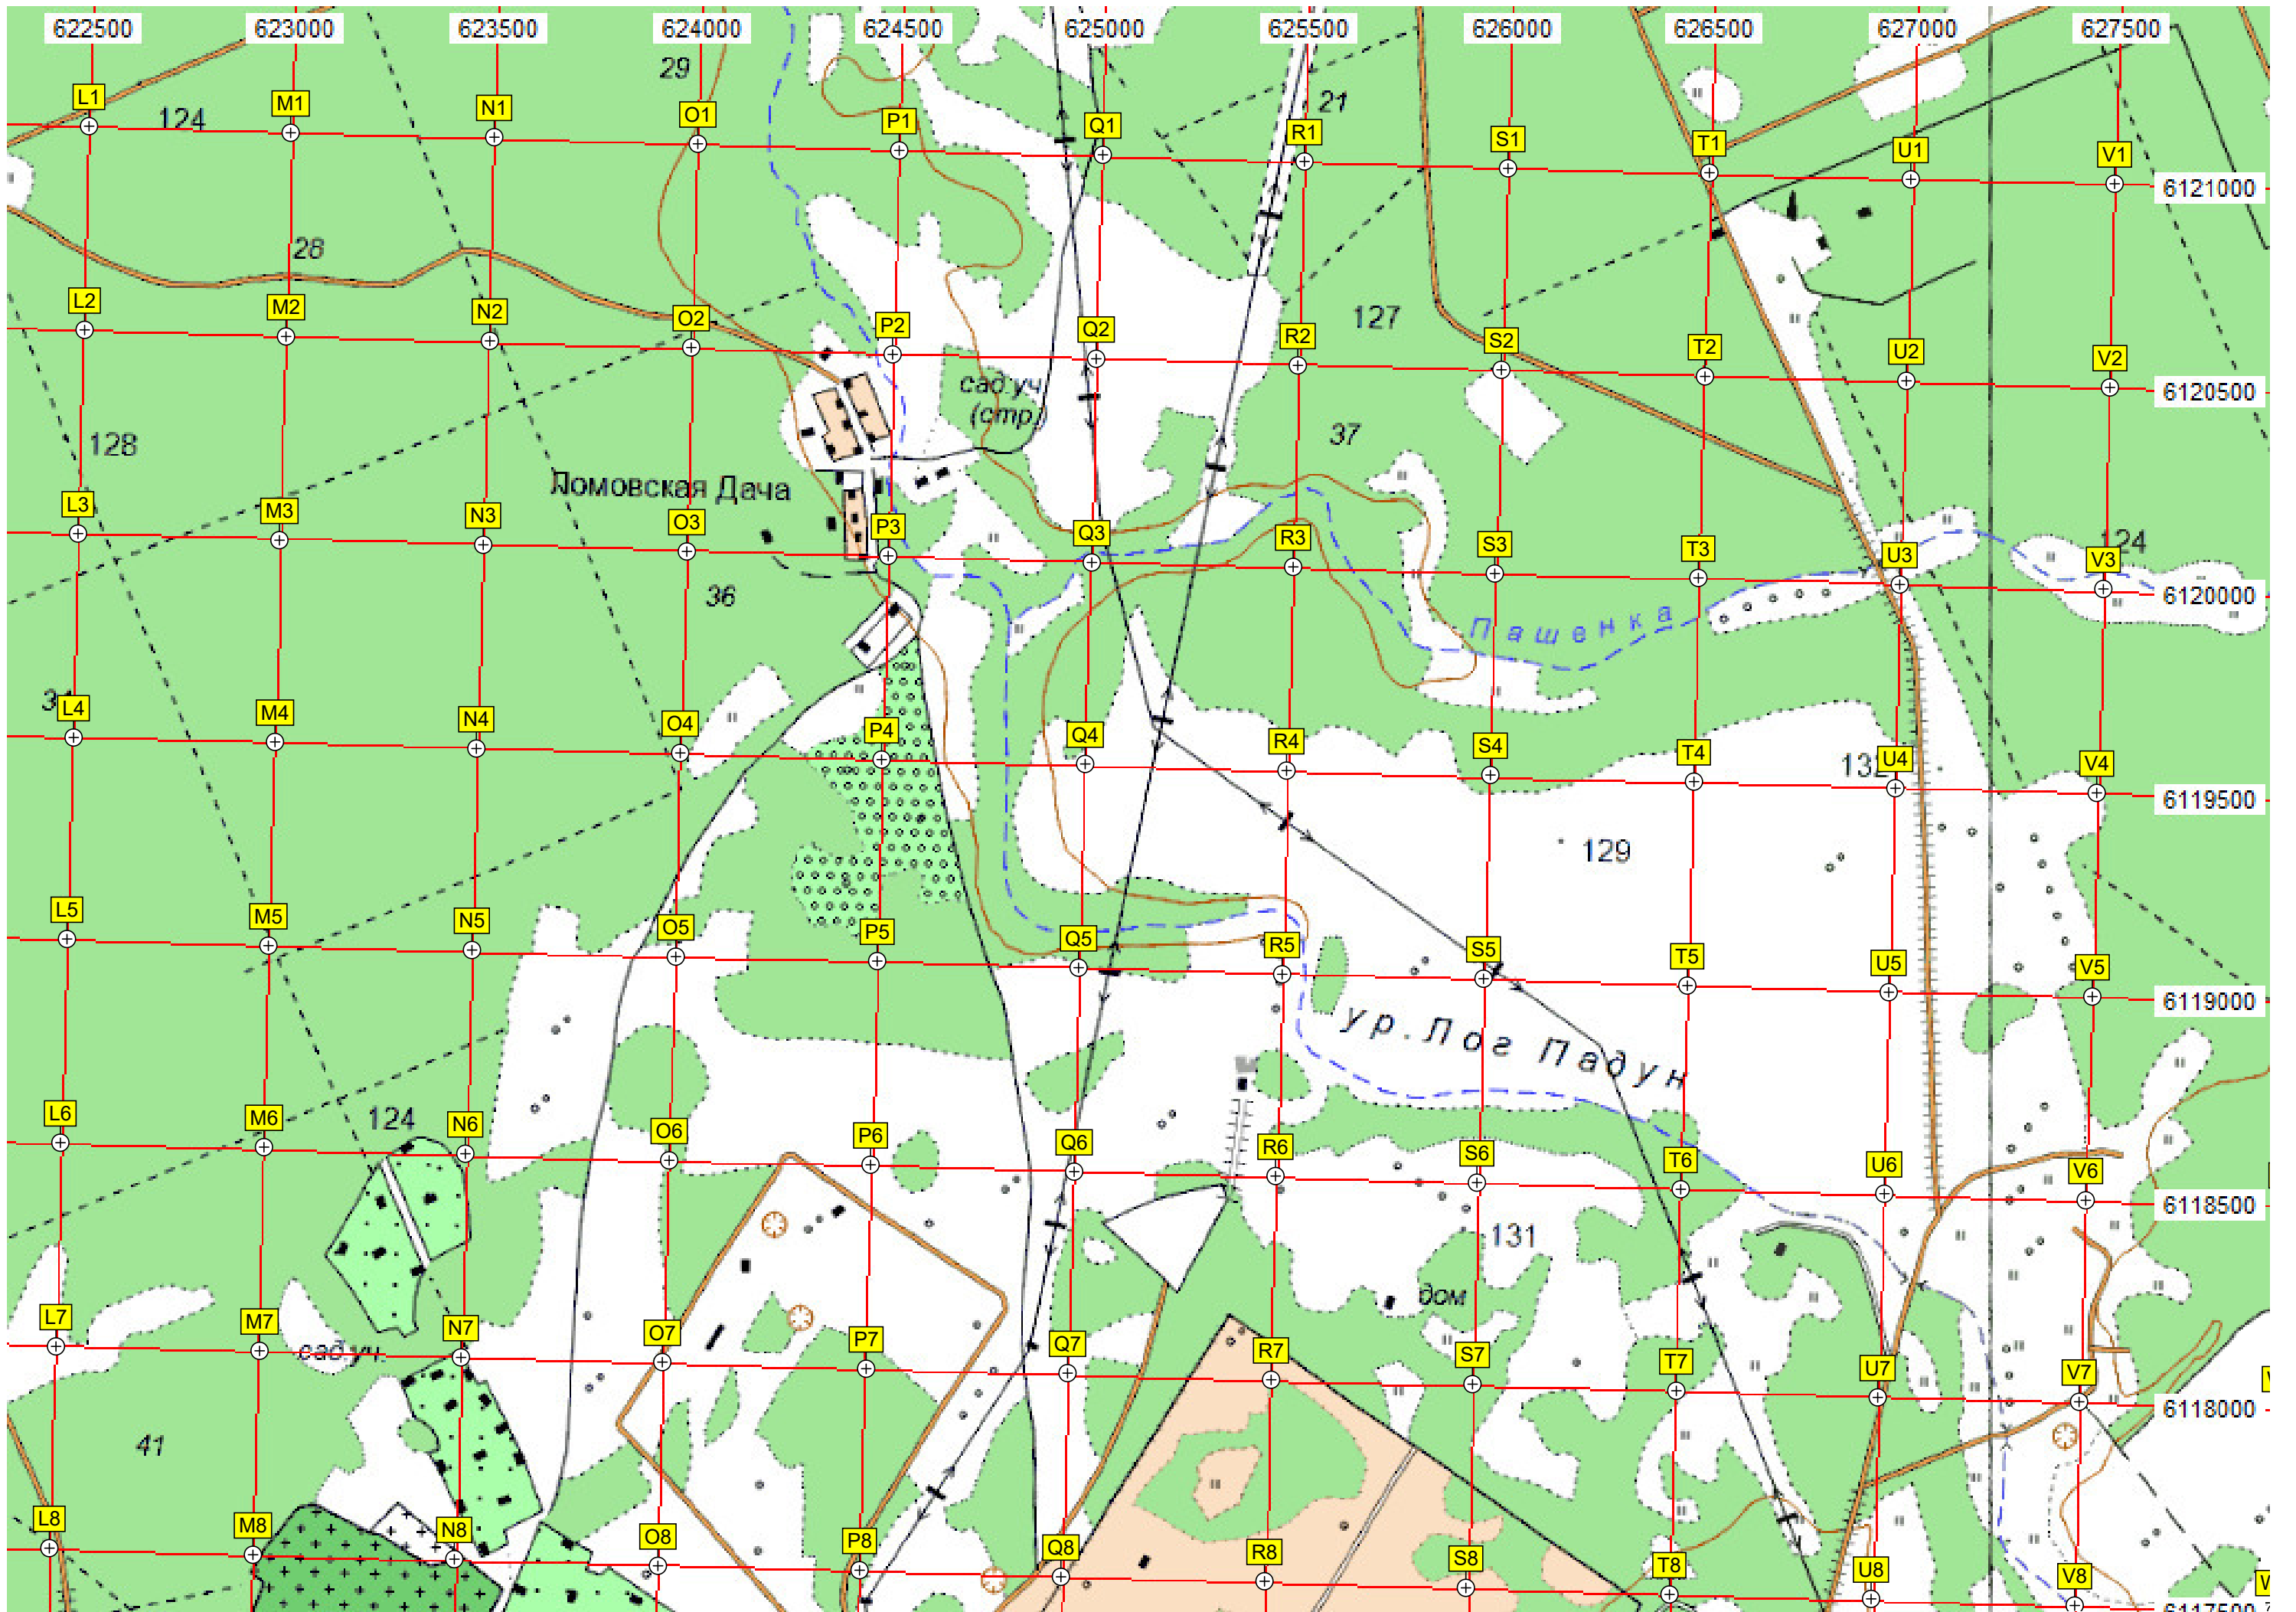 622500 623000 623500 624000 624500 625000 625500 626000 626500 627000 627500
29
21
L1 M1 N1 O1 P1 Q1 R1 S1 T1 U1 V1
124
6121000
28
L2 M2 N2 O2 P2 Q2 R2 S2 T2 U2 V2
127
6120500
сад.уч.
(стр.)
128
37
Ломовская Дача
L3 M3 N3 O3 P3 Q3 R3 S3 T3 U3 V3
124
36
6120000
Пашенка
L4 M4 N4 O4 P4 Q4 R4 S4 T4 U4 V4
132
6119500
129
L5 M5 N5 O5 P5 Q5 R5 S5 T5 U5 V5
6119000
ур. Лог Падун
124
L6 M6 N6 O6 P6 Q6 R6 S6 T6 U6 V6
6118500
131
дом
L7 M7 N7 O7 P7 Q7 R7 S7 T7 U7 V7
сад.уч.
6118000
41
L8 M8 N8 O8 P8 Q8 R8 S8 T8 U8 V8
6117500